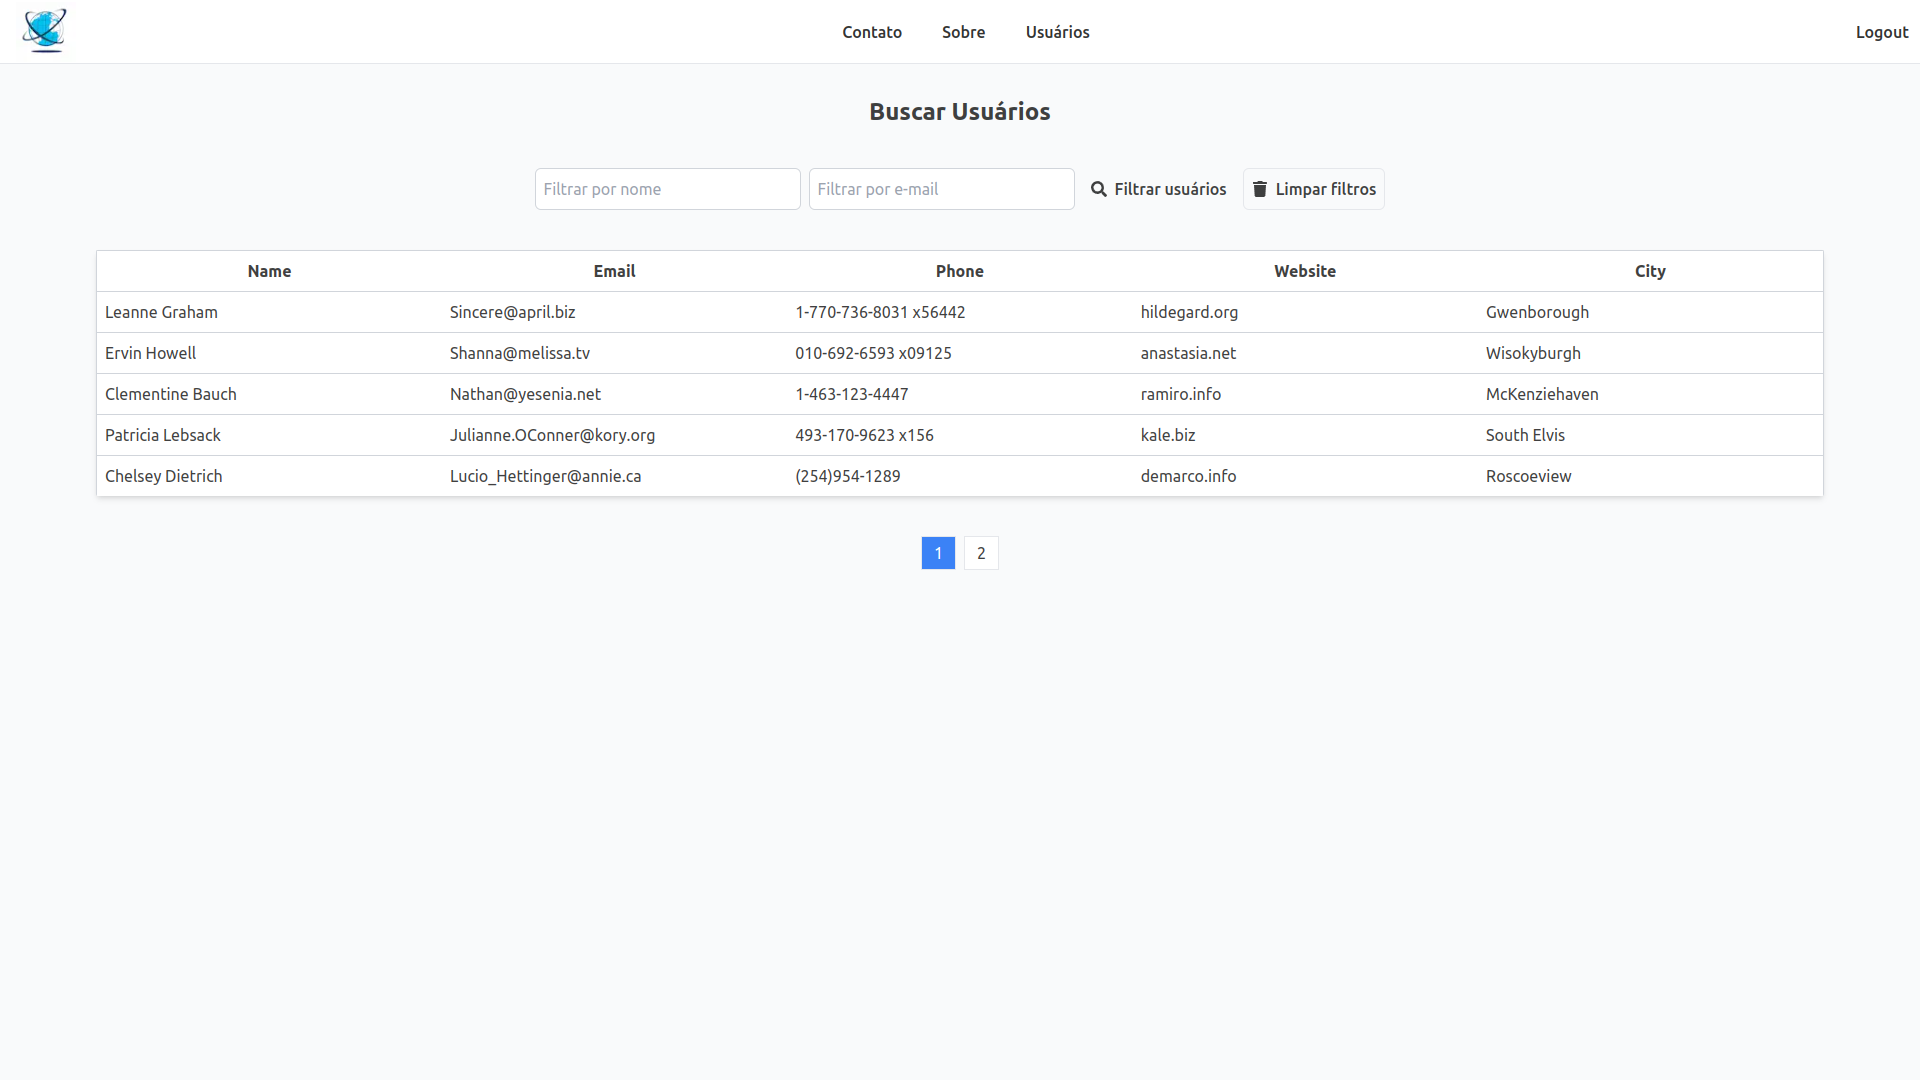 Contato Sobre Usuários Logout
Buscar Usuários
Filtrar por nome Filtrar por e-mail Filtrar usuários Limpar filtros
Name Email Phone Website City
Leanne Graham Sincere@april.biz 1-770-736-8031 x56442 hildegard.org Gwenborough
Ervin Howell Shanna@melissa.tv 010-692-6593 x09125 anastasia.net Wisokyburgh
Clementine Bauch Nathan@yesenia.net 1-463-123-4447 ramiro.info McKenziehaven
Patricia Lebsack Julianne.OConner@kory.org 493-170-9623 x156 kale.biz South Elvis
Chelsey Dietrich Lucio_Hettinger@annie.ca (254)954-1289 demarco.info Roscoeview
1 2